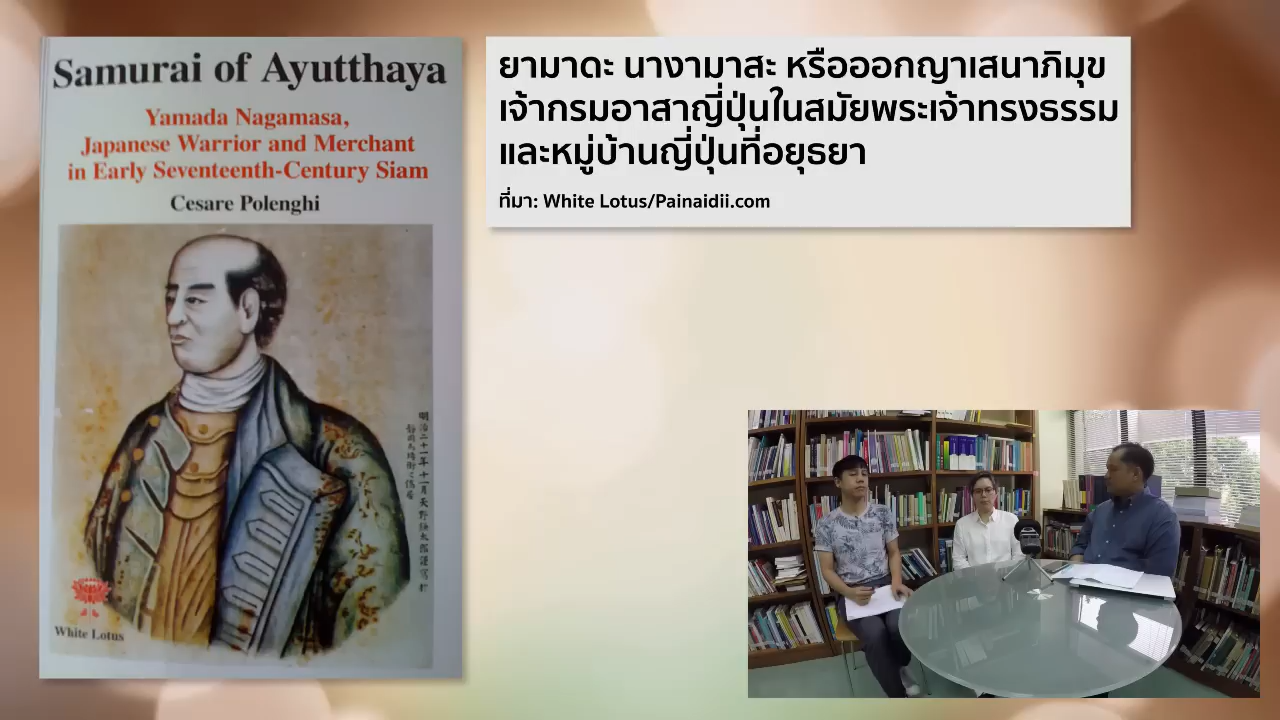 Samurai of Ayutthaya
Yamada Nagamasa,
Japanese Warrior and Merchant
in Early Seventeenth-Century Siam
Cesare Polenghi
White Lotus
ยามาดะ นางามาสะ หรือออกญาเสนาภิมุข
เจ้ากรมอาสาญี่ปุ่นในสมัยพระเจ้าทรงธรรม
และหมู่บ้านญี่ปุ่นที่อยุธยา
ที่มา: White Lotus/Painaidii.com